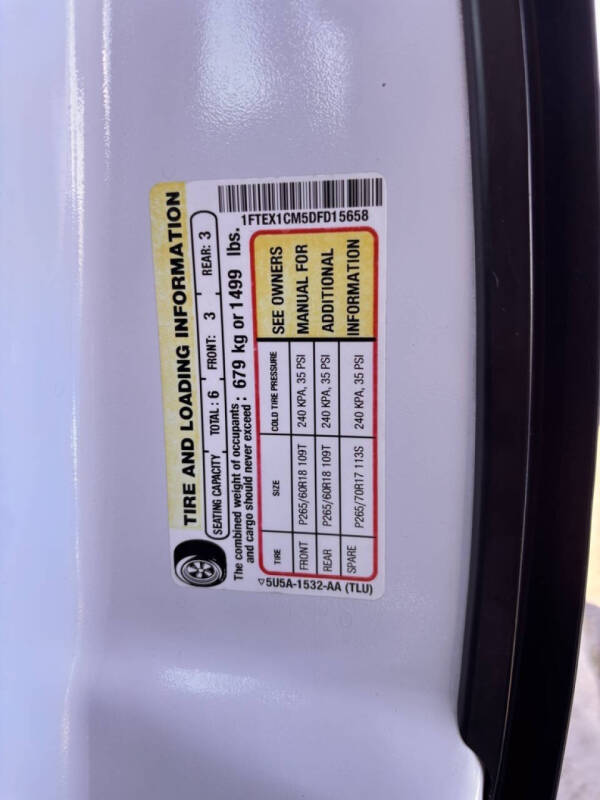 1FTEX1CM5DFD15658
TIRE AND LOADING INFORMATION
SEATING CAPACITY TOTAL : 6 FRONT: 3 REAR: 3
The combined weight of occupants
and cargo should never exceed : 679 kg or 1499 lbs.
TIRE SIZE COLD TIRE PRESSURE
FRONT P265/60R18 109T 240 KPA, 35 PSI
REAR P265/60R18 109T 240 KPA, 35 PSI
SPARE P265/70R17 113S 240 KPA, 35 PSI
SEE OWNERS
MANUAL FOR
ADDITIONAL
INFORMATION
▽5U5A-1532-AA (TLU)